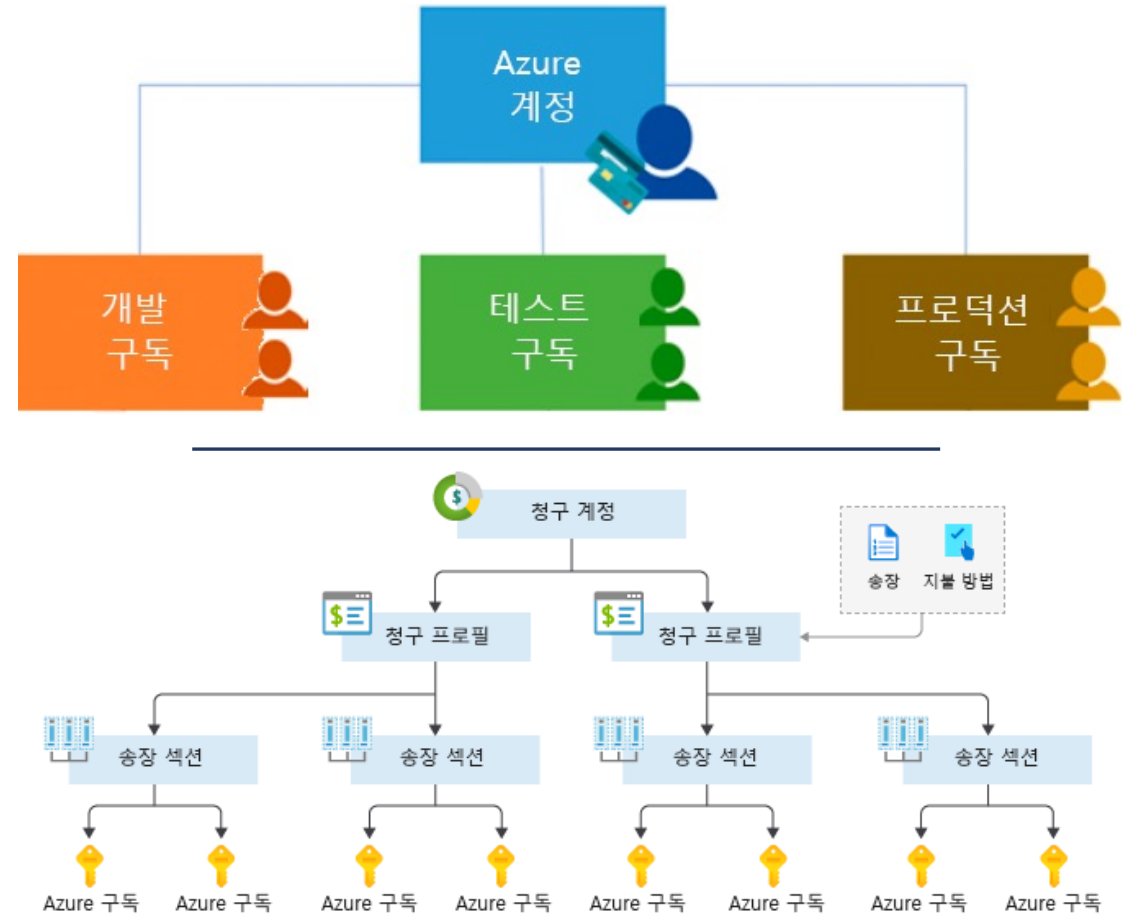 Azure
계정
개발
구독
테스트
구독
프로덕션
구독
청구 계정
송장 지불 방법
청구 프로필 청구 프로필
송장 섹션 송장 섹션 송장 섹션 송장 섹션
Azure 구독 Azure 구독 Azure 구독 Azure 구독 Azure 구독 Azure 구독 Azure 구독 Azure 구독